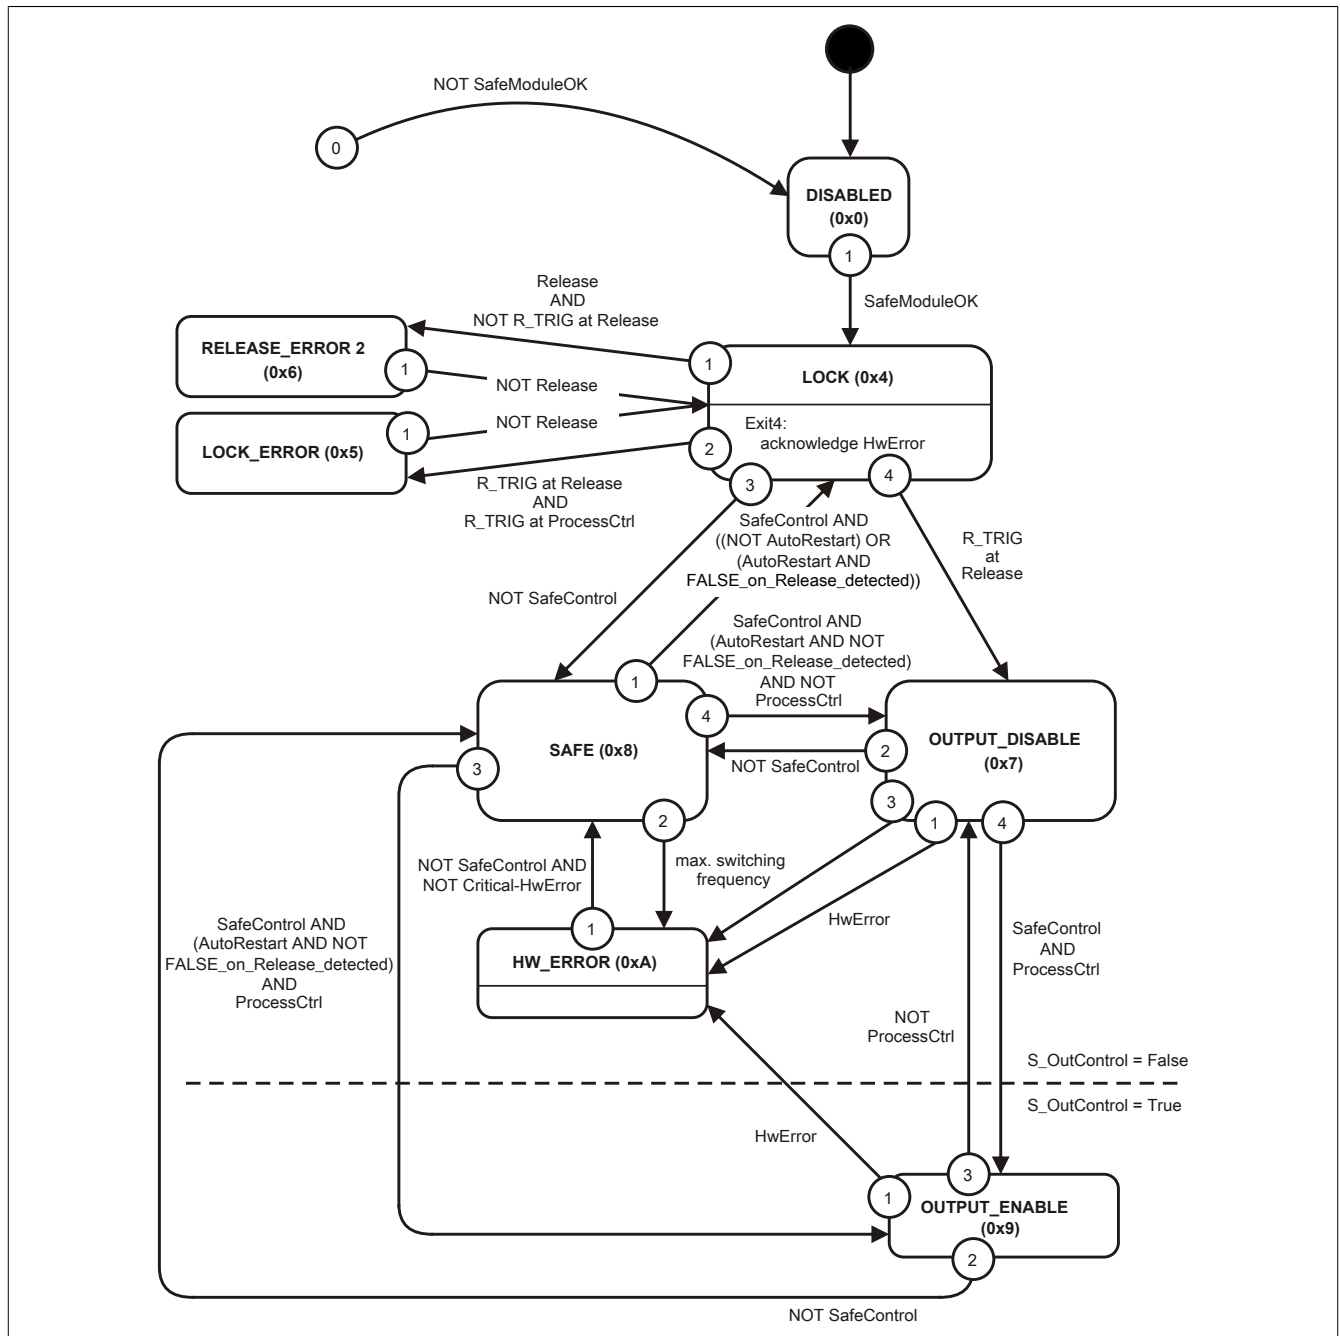 NOT SafeModuleOK
0
DISABLED
(0x0)
1
SafeModuleOK
Release
AND
NOT R_TRIG at Release
RELEASE_ERROR 2
(0x6)
1
NOT Release
1
LOCK (0x4)
LOCK_ERROR (0x5)
1
NOT Release
2
Exit4:
acknowledge HwError
3
4
R_TRIG at Release
AND
R_TRIG at ProcessCtrl
SafeControl AND
((NOT AutoRestart) OR
(AutoRestart AND
FALSE_on_Release_detected))
R_TRIG
at
Release
NOT SafeControl
SafeControl AND
(AutoRestart AND NOT
FALSE_on_Release_detected)
AND NOT
ProcessCtrl
1
4
SAFE (0x8)
3
2
OUTPUT_DISABLE
(0x7)
2
NOT SafeControl
3
1
4
NOT SafeControl AND
NOT Critical-HwError
max. switching
frequency
HwError
1
HW_ERROR (0xA)
SafeControl AND
(AutoRestart AND NOT
FALSE_on_Release_detected)
AND
ProcessCtrl
SafeControl
AND
ProcessCtrl
NOT
ProcessCtrl
S_OutControl = False
S_OutControl = True
HwError
3
1
OUTPUT_ENABLE
(0x9)
2
NOT SafeControl